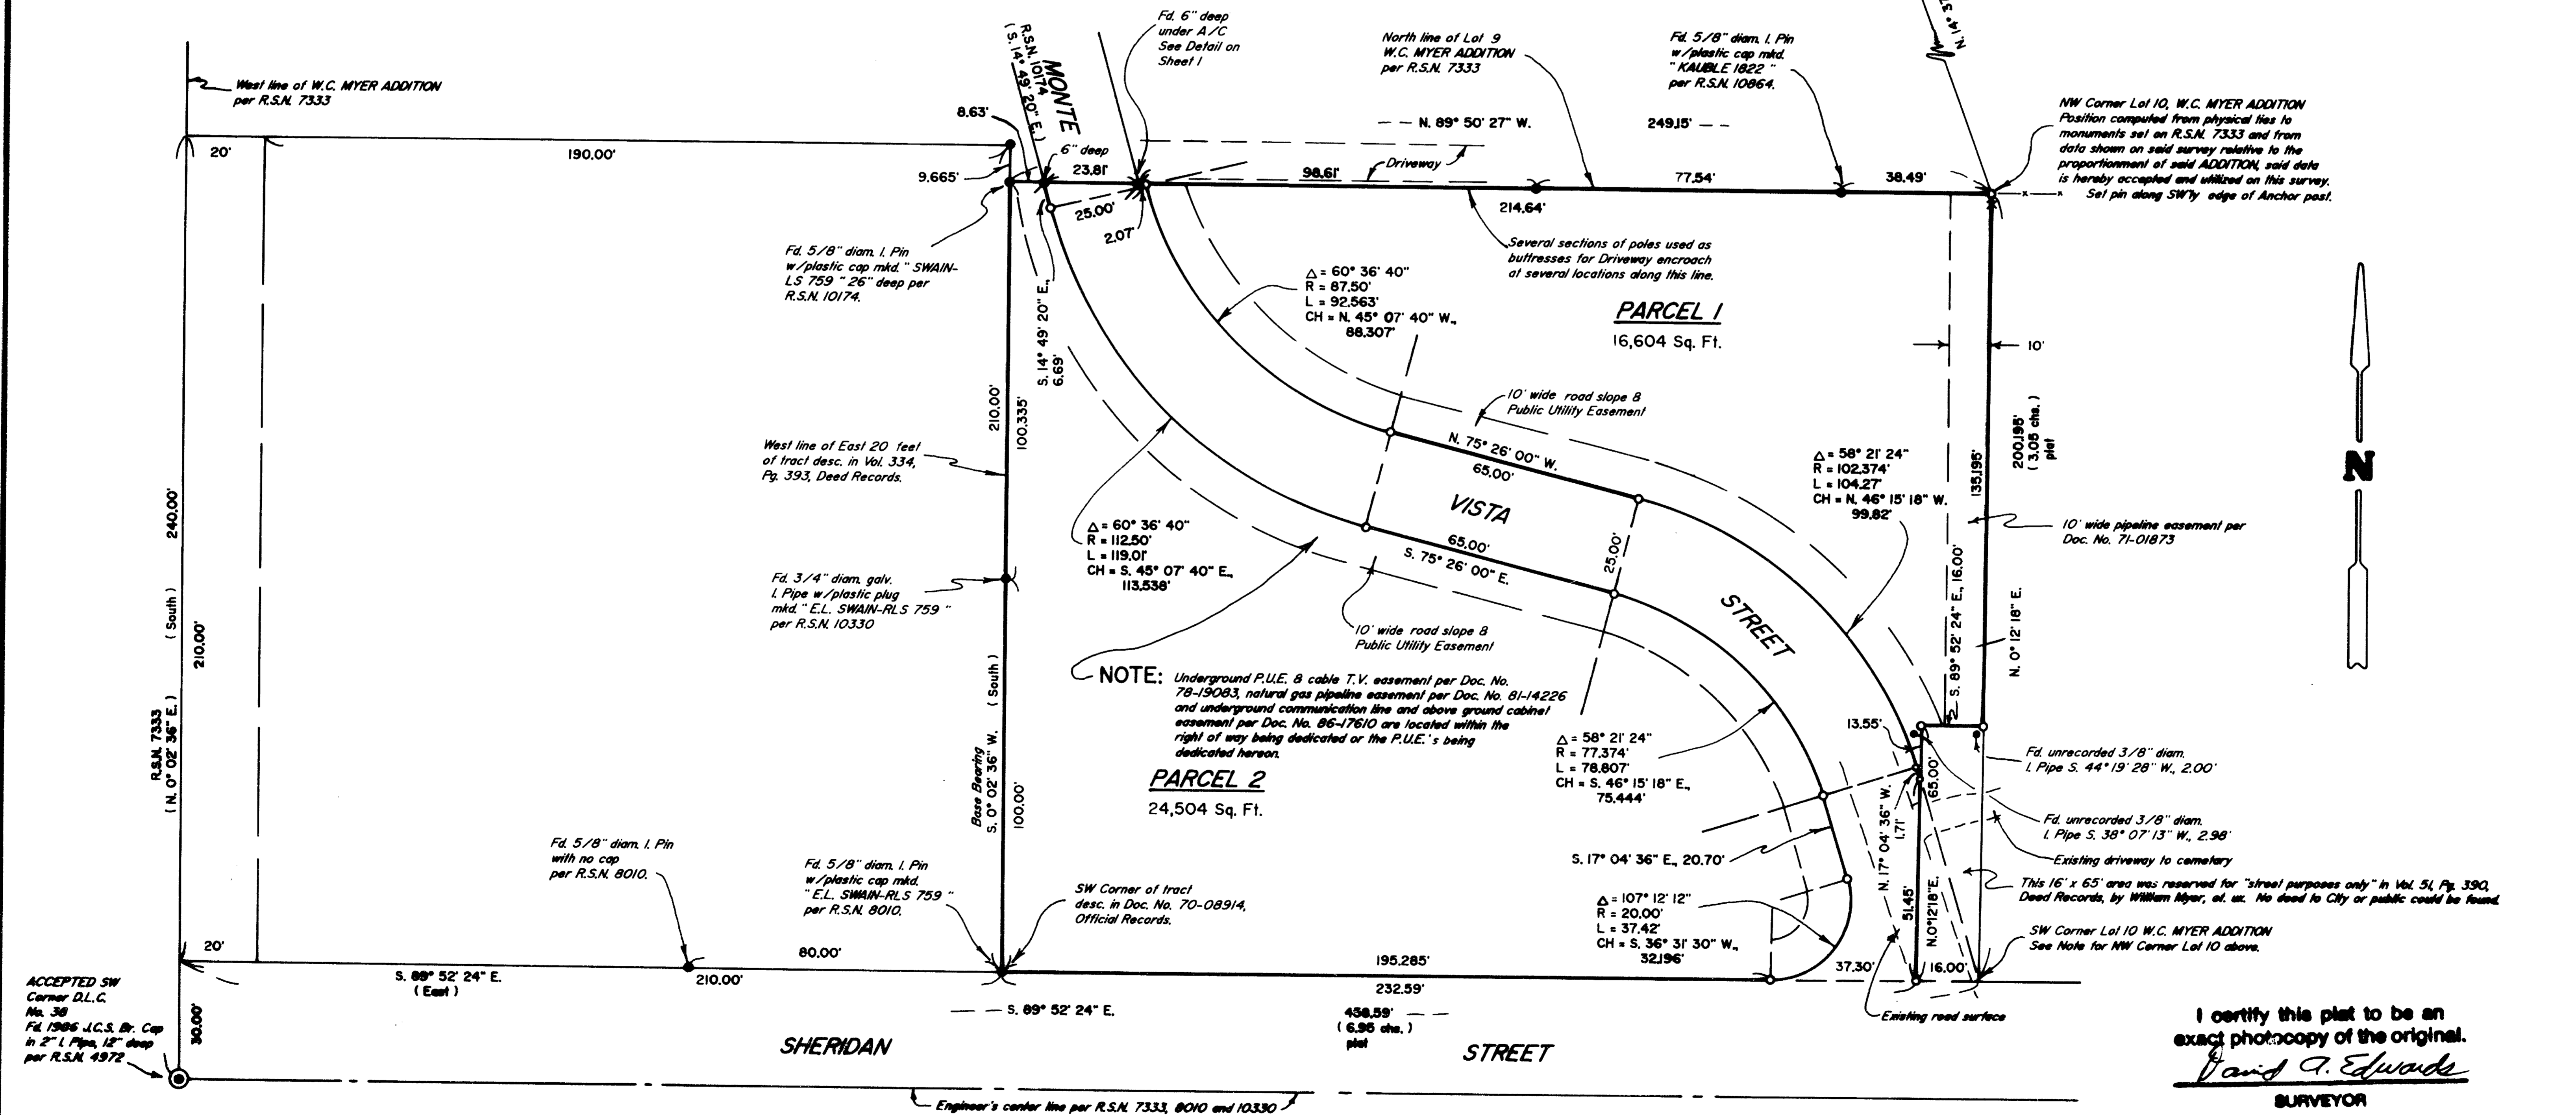 West line of W.C. MYER ADDITION
per R.S.N. 7333
20'
190.00'
R.S.N. 10174
( S. 14° 49' 20" E. )
MONTE
8.63'
6" deep
23.81'
9.665'
25.00'
2.07'
Fd. 6" deep
under A/C
See Detail on
Sheet 1
North line of Lot 9
W.C. MYER ADDITION
per R.S.N. 7333
Fd. 5/8" diam. I. Pin
w/plastic cap mkd.
" KAUBLE 1822 "
per R.S.N. 10864.
N. 14° 3
N. 89° 50' 27" W. 249.15'
Driveway
98.61'
77.54'
38.49'
214.64'
NW Corner Lot 10, W.C. MYER ADDITION
Position computed from physical ties to
monuments set on R.S.N. 7333 and from
data shown on said survey relative to the
proportionment of said ADDITION, said data
is hereby accepted and utilized on this survey.
Set pin along SW'ly edge of Anchor post.
Fd. 5/8" diam. I. Pin
w/plastic cap mkd. " SWAIN-
LS 759 " 26" deep per
R.S.N. 10174.
S. 14° 49' 20" E.,
6.69'
Several sections of poles used as
buttresses for Driveway encroach
at several locations along this line.
Δ = 60° 36' 40"
R = 87.50'
L = 92.563'
CH = N. 45° 07' 40" W.,
88.307'
PARCEL 1
16,604 Sq. Ft.
10'
N
210.00'
100.335'
10' wide road slope &
Public Utility Easement
West line of East 20 feet
of tract desc. in Vol. 334,
Pg. 393, Deed Records.
N. 75° 26' 00" W.
65.00'
VISTA
65.00'
S. 75° 26' 00" E.
25.00'
Δ = 58° 21' 24"
R = 102.374'
L = 104.27'
CH = N. 46° 15' 18" W.
99.82'
135.195'
200.195'
( 3.05 chs. )
plat
10' wide pipeline easement per
Doc. No. 71-01873
Δ = 60° 36' 40"
R = 112.50'
L = 119.01'
CH = S. 45° 07' 40" E.,
113.538'
Fd. 3/4" diam. galv.
I. Pipe w/plastic plug
mkd. " E.L. SWAIN-RLS 759 "
per R.S.N. 10330
240.00'
( South )
210.00'
R.S.N. 7333
( N. 0° 02' 36" E. )
10' wide road slope &
Public Utility Easement
STREET
S. 89° 52' 24" E., 16.00'
N. 0° 12' 18" E.
NOTE: Underground P.U.E. & cable T.V. easement per Doc. No.
78-19083, natural gas pipeline easement per Doc. No. 81-14226
and underground communication line and above ground cabinet
easement per Doc. No. 86-17610 are located within the
right of way being dedicated or the P.U.E.'s being
dedicated hereon.
Base Bearing
S. 0° 02' 36" W. ( South )
100.00'
PARCEL 2
24,504 Sq. Ft.
Δ = 58° 21' 24"
R = 77.374'
L = 78.807'
CH = S. 46° 15' 18" E.,
75.444'
13.55'
65.00'
Fd. unrecorded 3/8" diam.
I. Pipe S. 44° 19' 28" W., 2.00'
Fd. unrecorded 3/8" diam.
I. Pipe S. 38° 07' 13" W., 2.98'
Existing driveway to cemetary
N. 17° 04' 36" W.
1.71'
S. 17° 04' 36" E., 20.70'
This 16' x 65' area was reserved for "street purposes only" in Vol. 51, Pg. 390,
Deed Records, by William Myer, et. ux. No deed to City or public could be found.
Fd. 5/8" diam. I. Pin
with no cap
per R.S.N. 8010.
Fd. 5/8" diam. I. Pin
w/plastic cap mkd.
" E.L. SWAIN-RLS 759 "
per R.S.N. 8010.
SW Corner of tract
desc. in Doc. No. 70-08914,
Official Records.
Δ = 107° 12' 12"
R = 20.00'
L = 37.42'
CH = S. 36° 31' 30" W.,
32.196'
51.45'
N.0°12'18"E.
SW Corner Lot 10 W.C. MYER ADDITION
See Note for NW Corner Lot 10 above.
20'
80.00'
195.285'
37.30'
16.00'
S. 89° 52' 24" E.
( East )
210.00'
232.59'
ACCEPTED SW
Corner D.L.C.
No. 38
Fd. 1986 J.C.S. Br. Cap
in 2" I. Pipe, 12" deep
per R.S.N. 4972
30.00'
S. 89° 52' 24" E. 458.59'
( 6.95 chs. )
plat
Existing road surface
SHERIDAN STREET
Engineer's center line per R.S.N. 7333, 8010 and 10330
I certify this plat to be an
exact photocopy of the original.
David A. Edwards
SURVEYOR